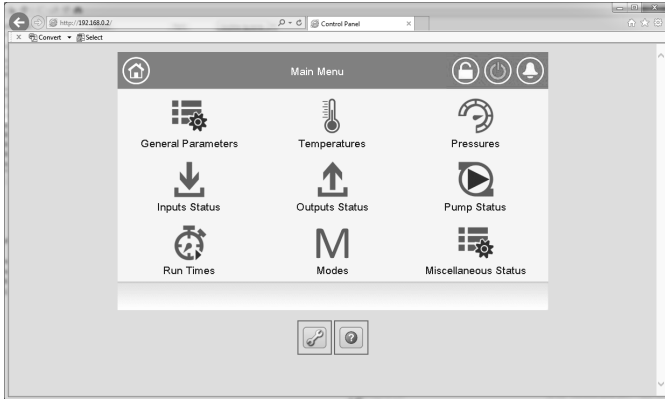 http://192.168.0.2/
Control Panel
Convert
Select
Main Menu
General Parameters
Temperatures
Pressures
Inputs Status
Outputs Status
Pump Status
Run Times
M
Modes
Miscellaneous Status